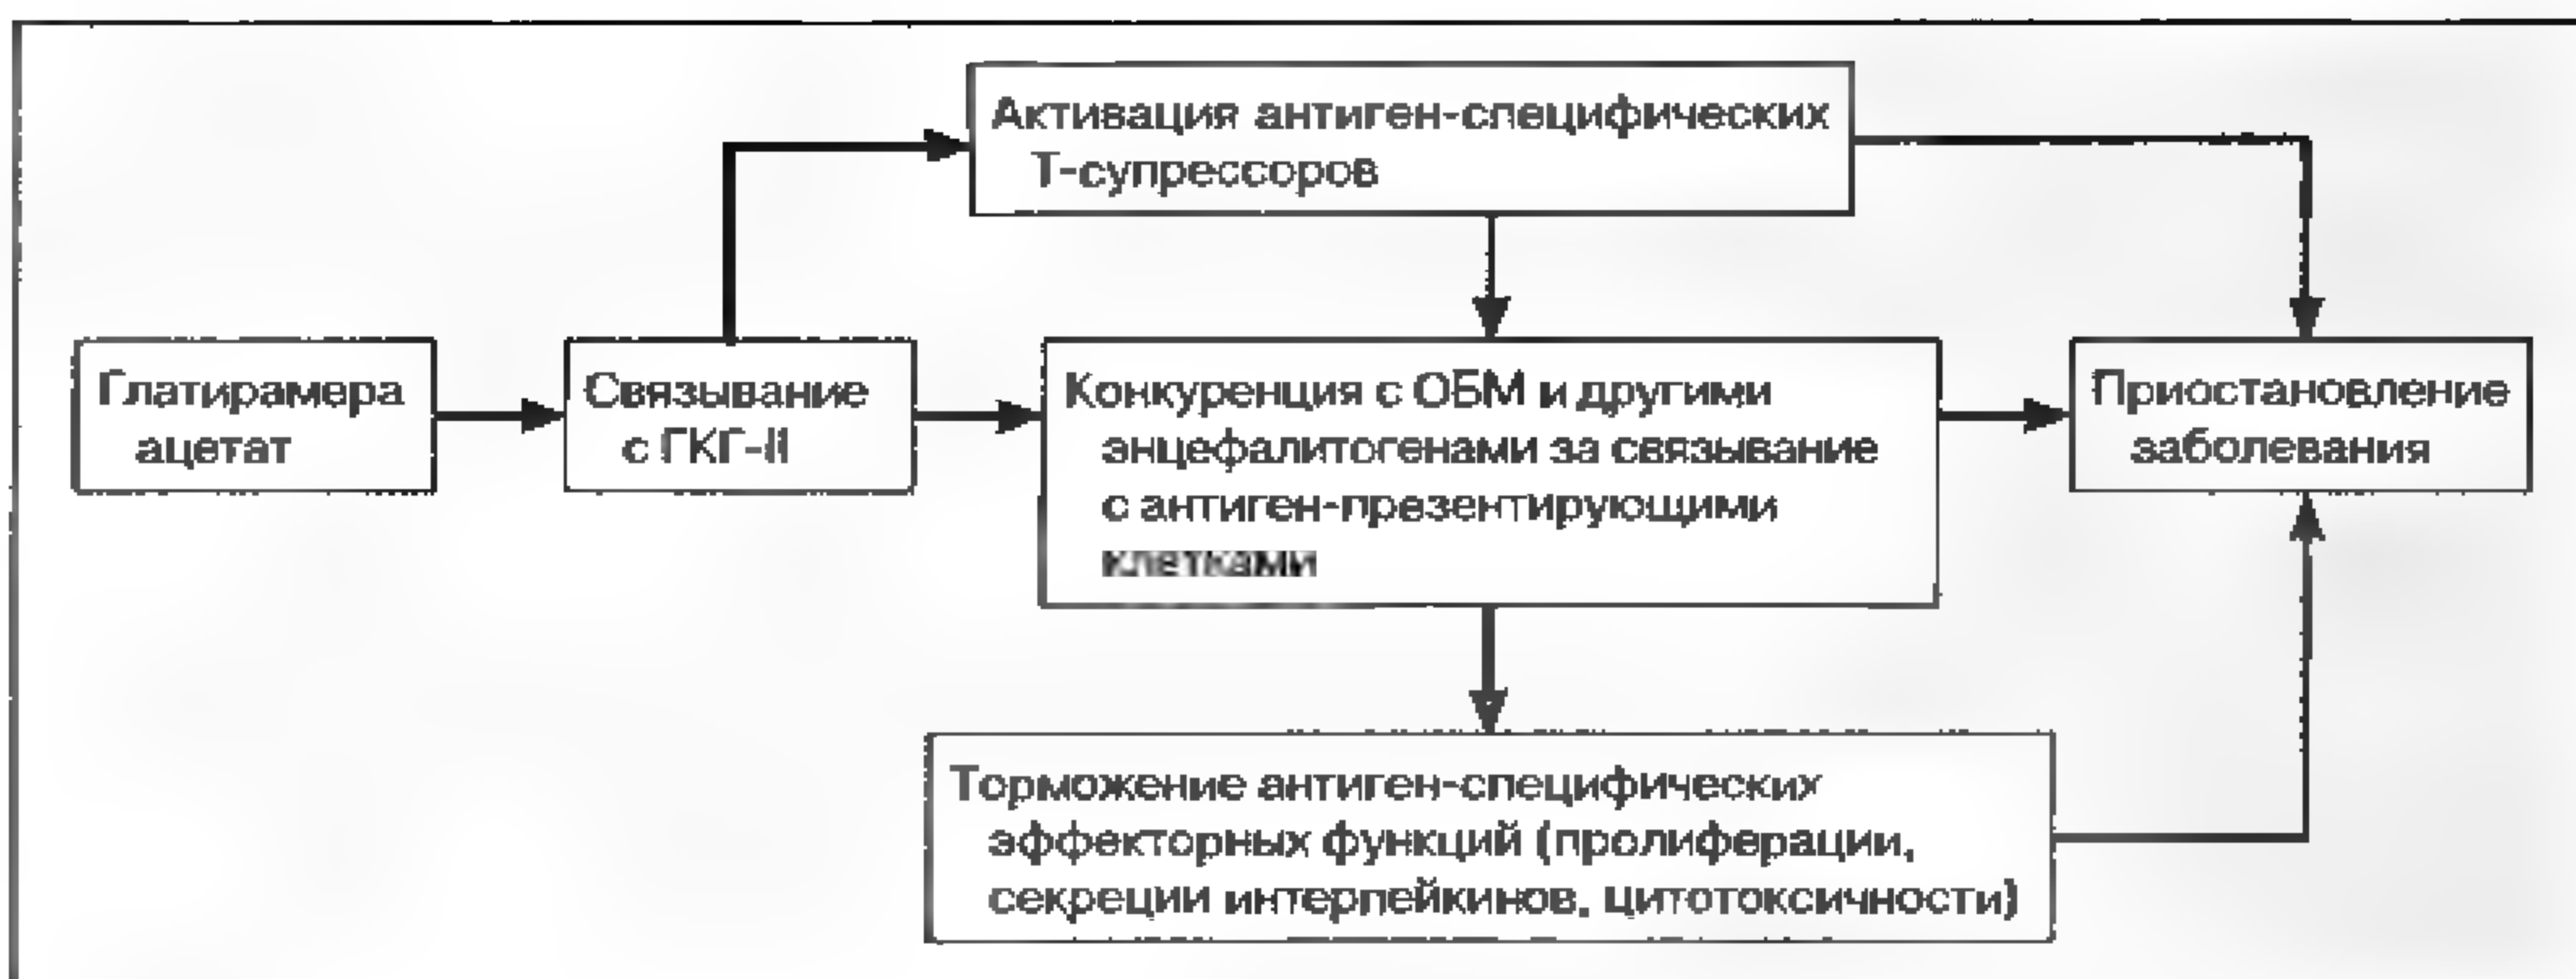 Активация антиген-специфических
Т-супрессоров
Глатирамера
ацетат
Связывание
с ГКГ-II
Конкуренция с ОБМ и другими
энцефалитогенами за связывание
с антиген-презентирующими
клетками
Приостановление
заболевания
Торможение антиген-специфических
эффекторных функций (пролиферации,
секреции интерлейкинов, цитотоксичности)